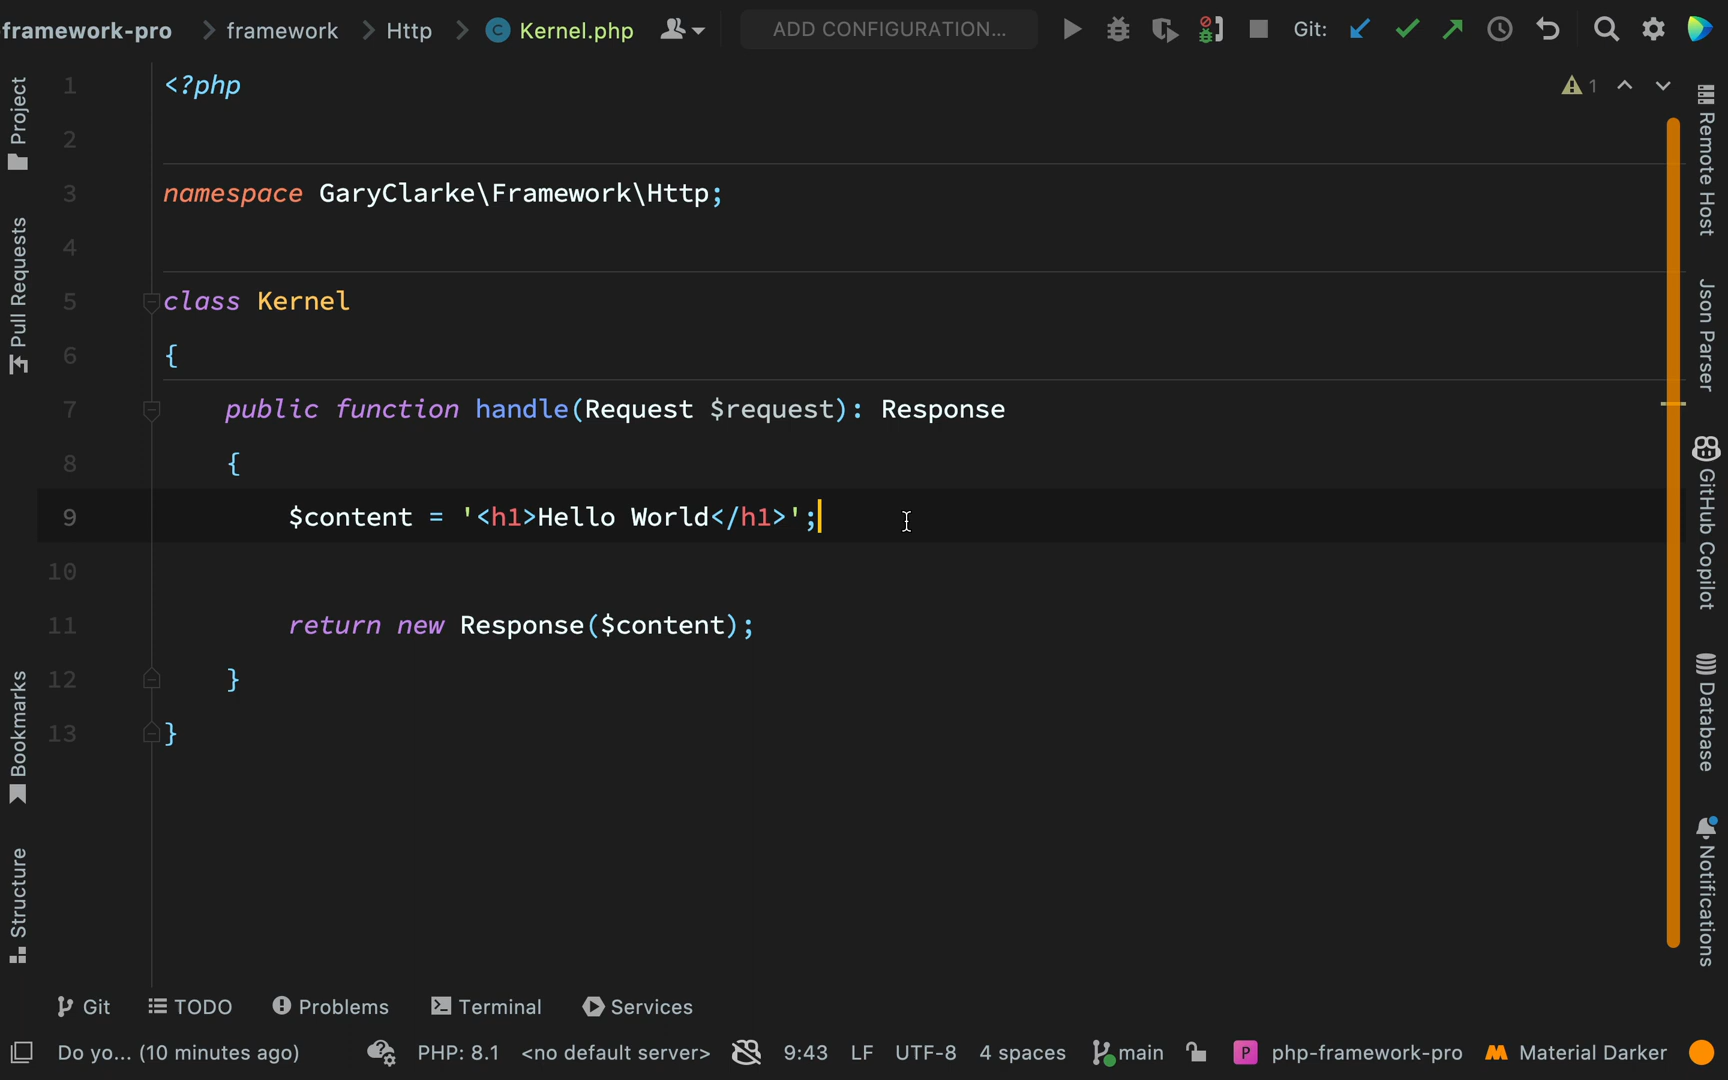 framework-pro framework Http Kernel.php ADD CONFIGURATION... Git:
1 <?php 1
2
3 namespace GaryClarke\Framework\Http;
4
5 class Kernel
6 {
7 public function handle(Request $request): Response
8 {
9 $content = '<h1>Hello World</h1>';
10
11 return new Response($content);
12 }
13 }
Project
Pull Requests
Bookmarks
Structure
Remote Host
Json Parser
GitHub Copilot
Database
Notifications
Git TODO Problems Terminal Services
Do yo... (10 minutes ago) PHP: 8.1 <no default server> 9:43 LF UTF-8 4 spaces main P php-framework-pro Material Darker